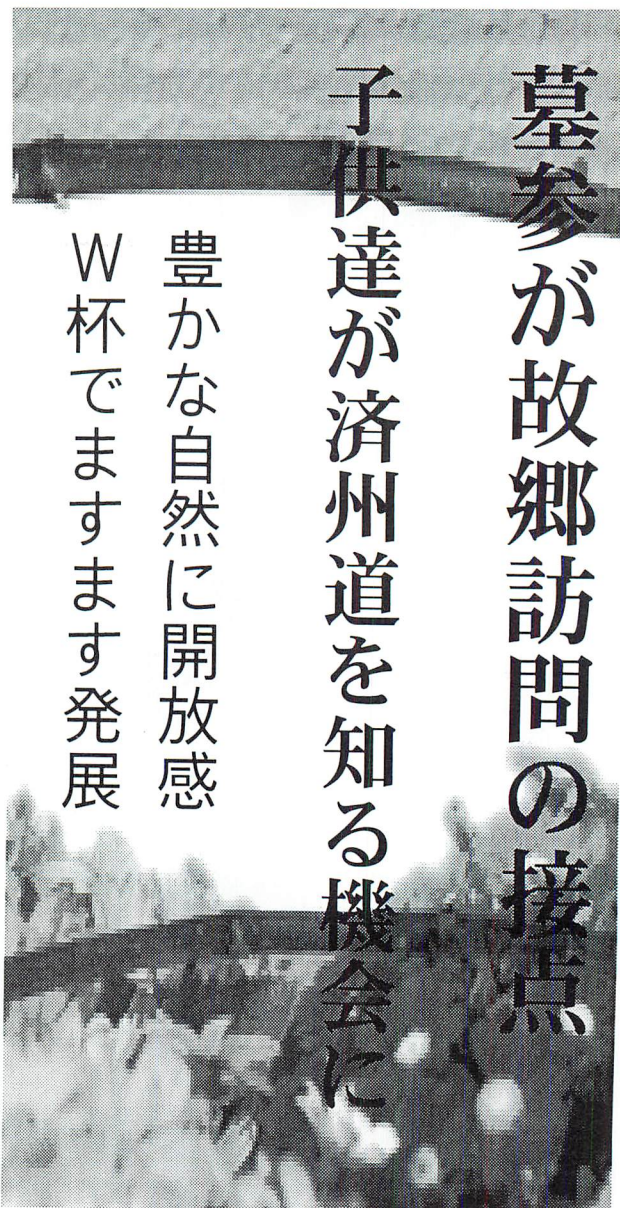 墓参が故郷訪問の接点
子供達が済州道を知る機会に
豊かな自然に開放感
W杯でますます発展